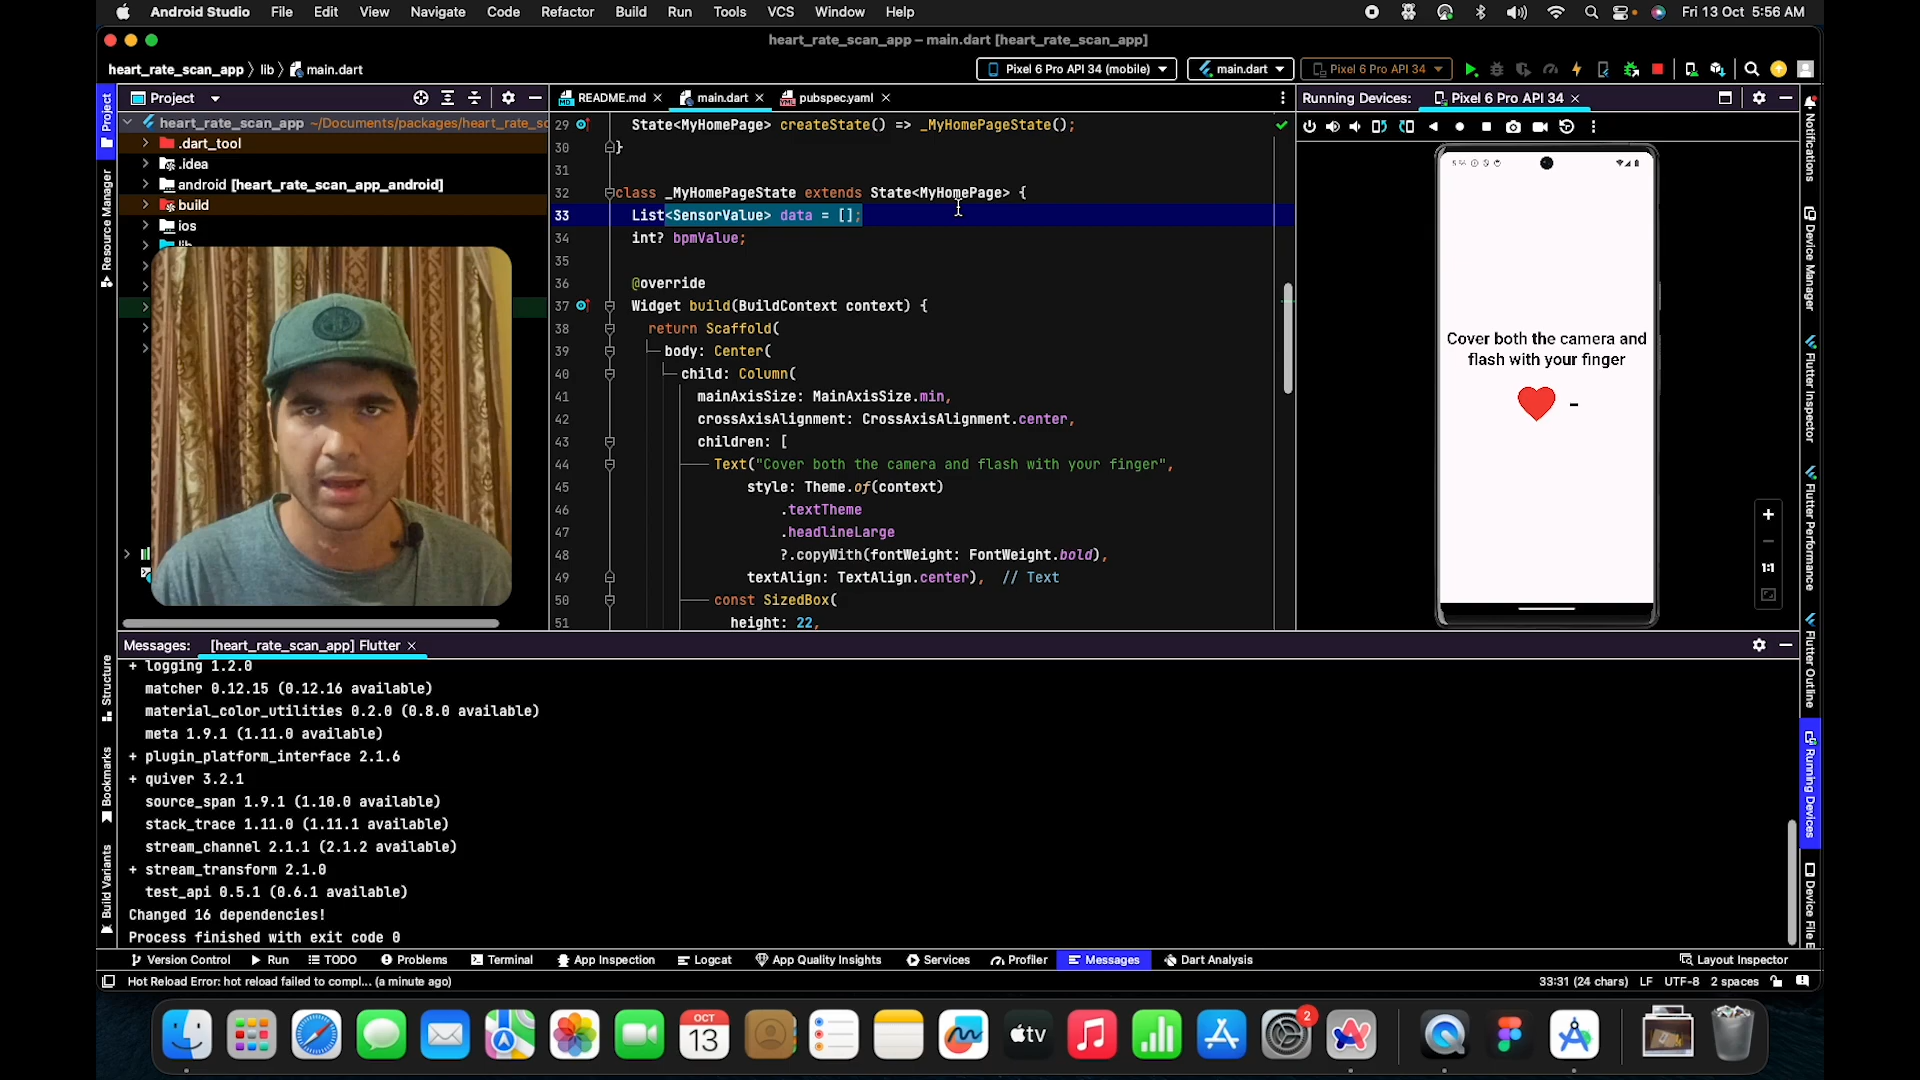 Android Studio File Edit View Navigate Code Refactor Build Run Tools VCS Window Help Fri 13 Oct 5:56 AM
heart_rate_scan_app – main.dart [heart_rate_scan_app]
heart_rate_scan_app lib main.dart Pixel 6 Pro API 34 (mobile) main.dart Pixel 6 Pro API 34
Project README.md main.dart pubspec.yaml Running Devices: Pixel 6 Pro API 34
heart_rate_scan_app ~/Documents/packages/heart_rate_sc
.dart_tool
.idea
android [heart_rate_scan_app_android]
build
ios
lib
29 State<MyHomePage> createState() => _MyHomePageState();
30 }
31
32 class _MyHomePageState extends State<MyHomePage> {
33 List<SensorValue> data = [];
34 int? bpmValue;
35
36 @override
37 Widget build(BuildContext context) {
38 return Scaffold(
39 body: Center(
40 child: Column(
41 mainAxisSize: MainAxisSize.min,
42 crossAxisAlignment: CrossAxisAlignment.center,
43 children: [
44 Text("Cover both the camera and flash with your finger",
45 style: Theme.of(context)
46 .textTheme
47 .headlineLarge
48 ?.copyWith(fontWeight: FontWeight.bold),
49 textAlign: TextAlign.center), // Text
50 const SizedBox(
51 height: 22,
Cover both the camera and
flash with your finger
-
1:1
Project
Resource Manager
Structure
Bookmarks
Build Variants
Notifications
Device Manager
Flutter Inspector
Flutter Performance
Flutter Outline
Running Devices
Device File E
Messages: [heart_rate_scan_app] Flutter
+ logging 1.2.0
matcher 0.12.15 (0.12.16 available)
material_color_utilities 0.2.0 (0.8.0 available)
meta 1.9.1 (1.11.0 available)
+ plugin_platform_interface 2.1.6
+ quiver 3.2.1
source_span 1.9.1 (1.10.0 available)
stack_trace 1.11.0 (1.11.1 available)
stream_channel 2.1.1 (2.1.2 available)
+ stream_transform 2.1.0
test_api 0.5.1 (0.6.1 available)
Changed 16 dependencies!
Process finished with exit code 0
Version Control Run TODO Problems Terminal App Inspection Logcat App Quality Insights Services Profiler Messages Dart Analysis Layout Inspector
Hot Reload Error: hot reload failed to compl... (a minute ago) 33:31 (24 chars) LF UTF-8 2 spaces
OCT
13
tv
2